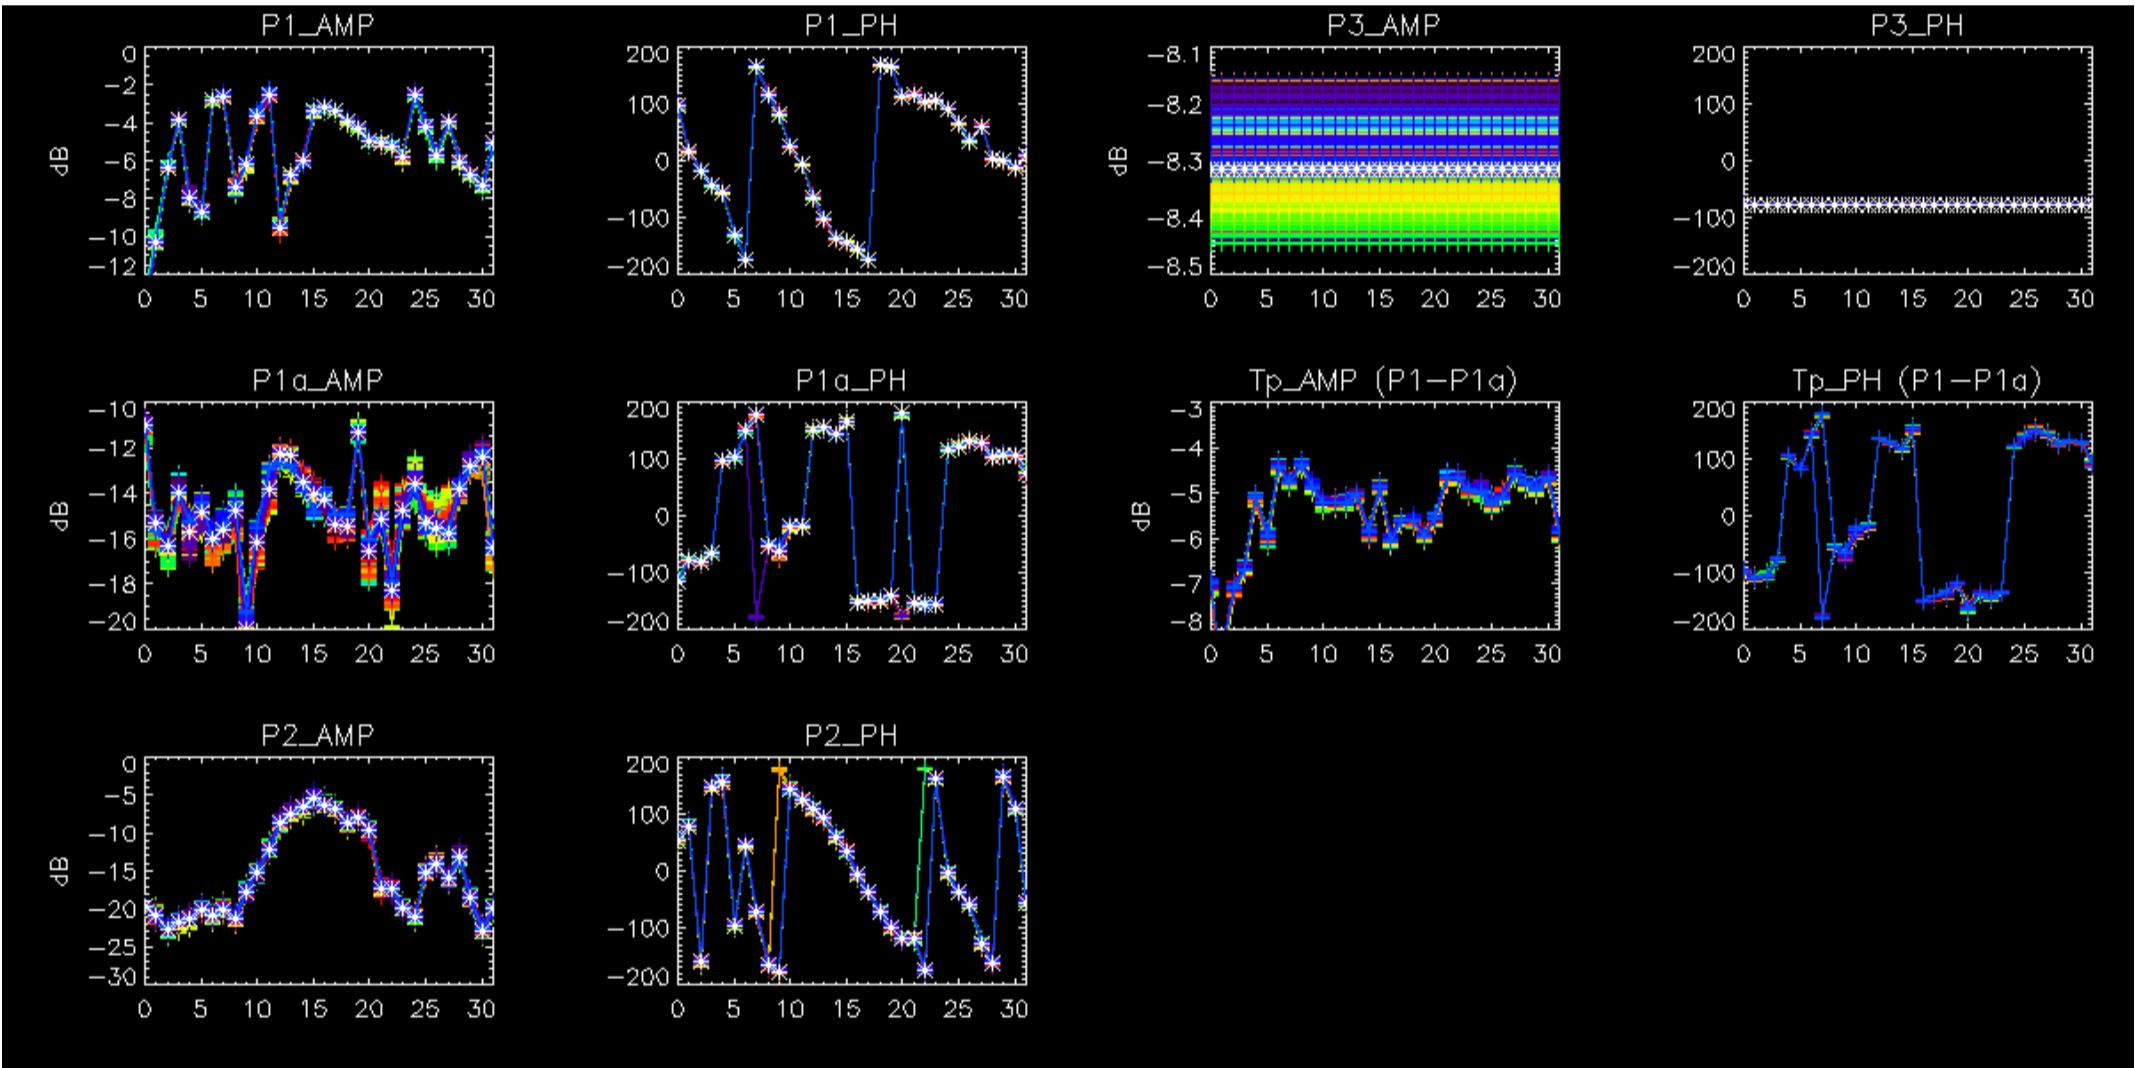 P1_AMP
0
−2
−4
−6
−8
−10
−12
dB
0 5 10 15 20 25 30
P1_PH
200
100
0
−100
−200
0 5 10 15 20 25 30
P3_AMP
−8.1
−8.2
−8.3
−8.4
−8.5
dB
0 5 10 15 20 25 30
P3_PH
200
100
0
−100
−200
0 5 10 15 20 25 30
P1a_AMP
−10
−12
−14
−16
−18
−20
dB
0 5 10 15 20 25 30
P1a_PH
200
100
0
−100
−200
0 5 10 15 20 25 30
Tp_AMP (P1−P1a)
−3
−4
−5
−6
−7
−8
dB
0 5 10 15 20 25 30
Tp_PH (P1−P1a)
200
100
0
−100
−200
0 5 10 15 20 25 30
P2_AMP
0
−5
−10
−15
−20
−25
−30
dB
0 5 10 15 20 25 30
P2_PH
200
100
0
−100
−200
0 5 10 15 20 25 30